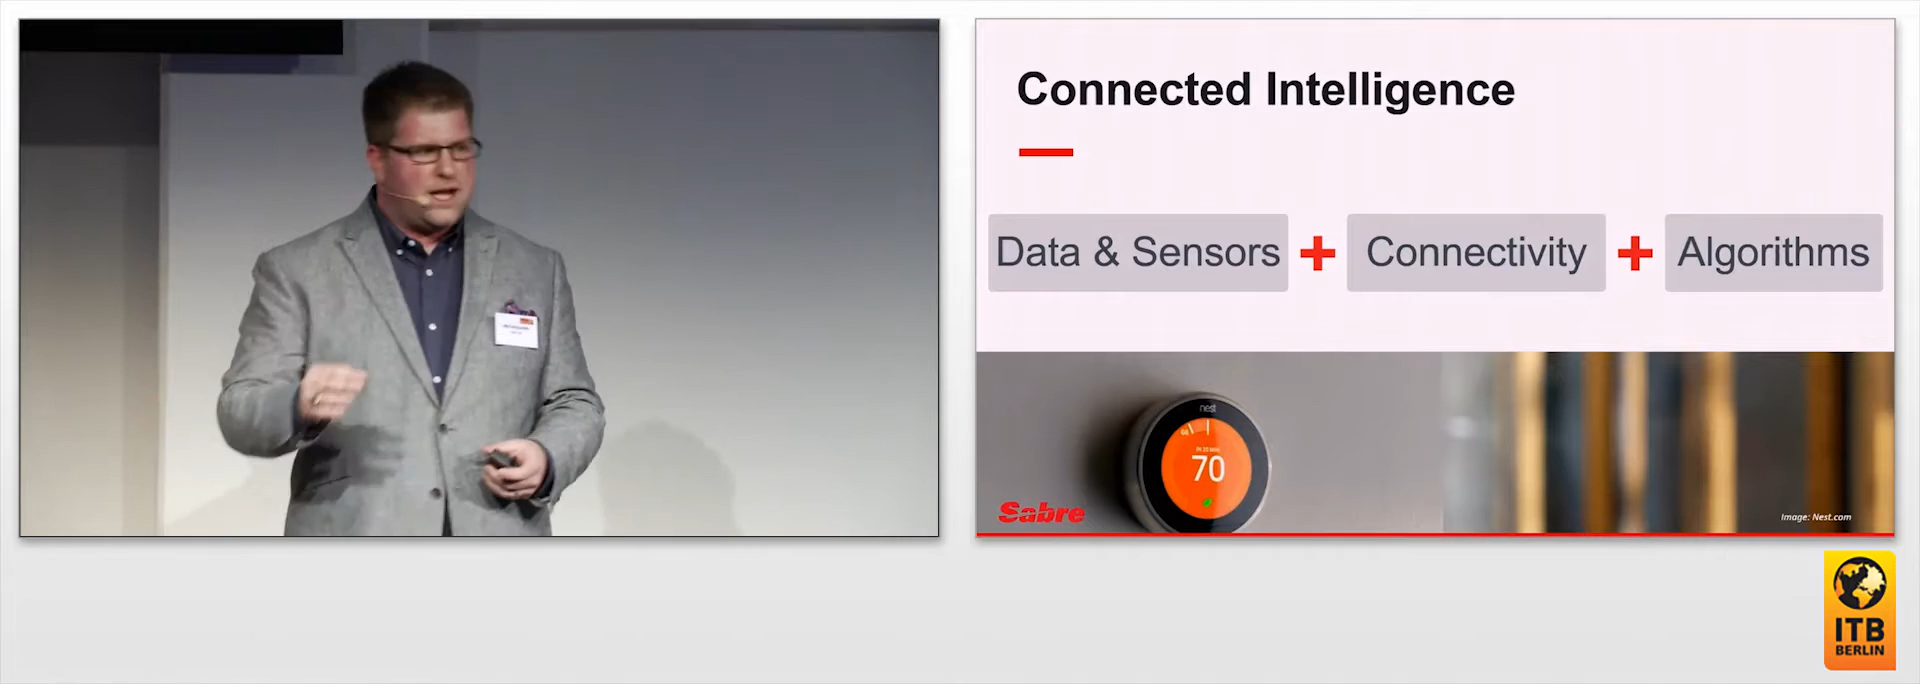 Connected Intelligence
Data & Sensors + Connectivity + Algorithms
nest
70
Sabre
Image: Nest.com
ITB
BERLIN